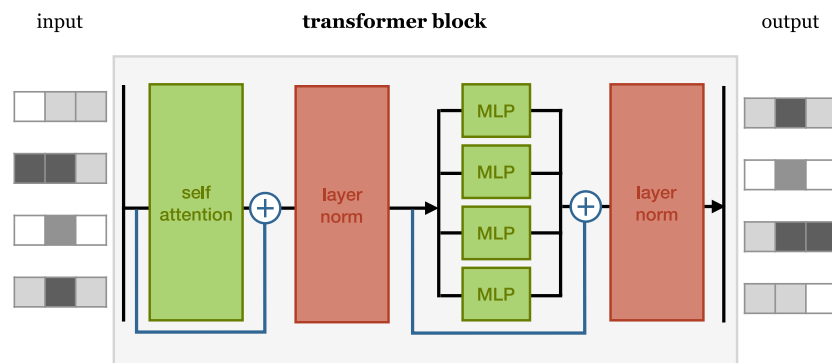 input
transformer block
output
self
attention
layer
norm
MLP
MLP
MLP
MLP
layer
norm